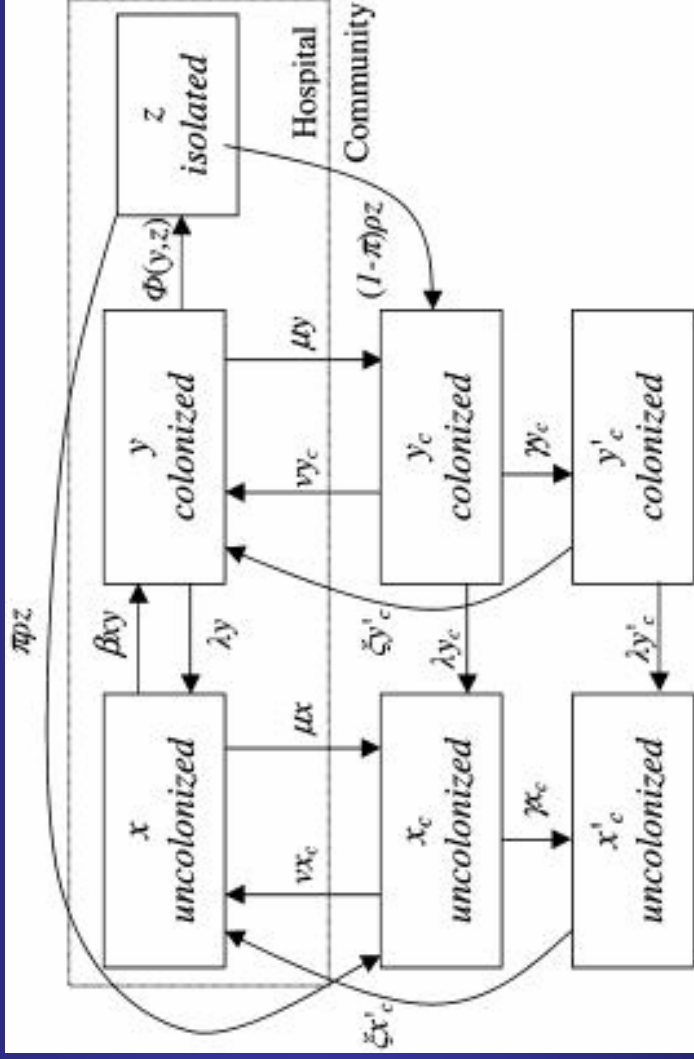 πρz
z
isolated
Hospital
Community
Φ(y,z)
(1-π)ρz
y
colonized
μy
νy_c
y_c
colonized
γy_c
y'_c
colonized
βxy
λy
ξy'_c
λy_c
λy'_c
x
uncolonized
μx
νx_c
x_c
uncolonized
γx_c
x'_c
uncolonized
ξx'_c